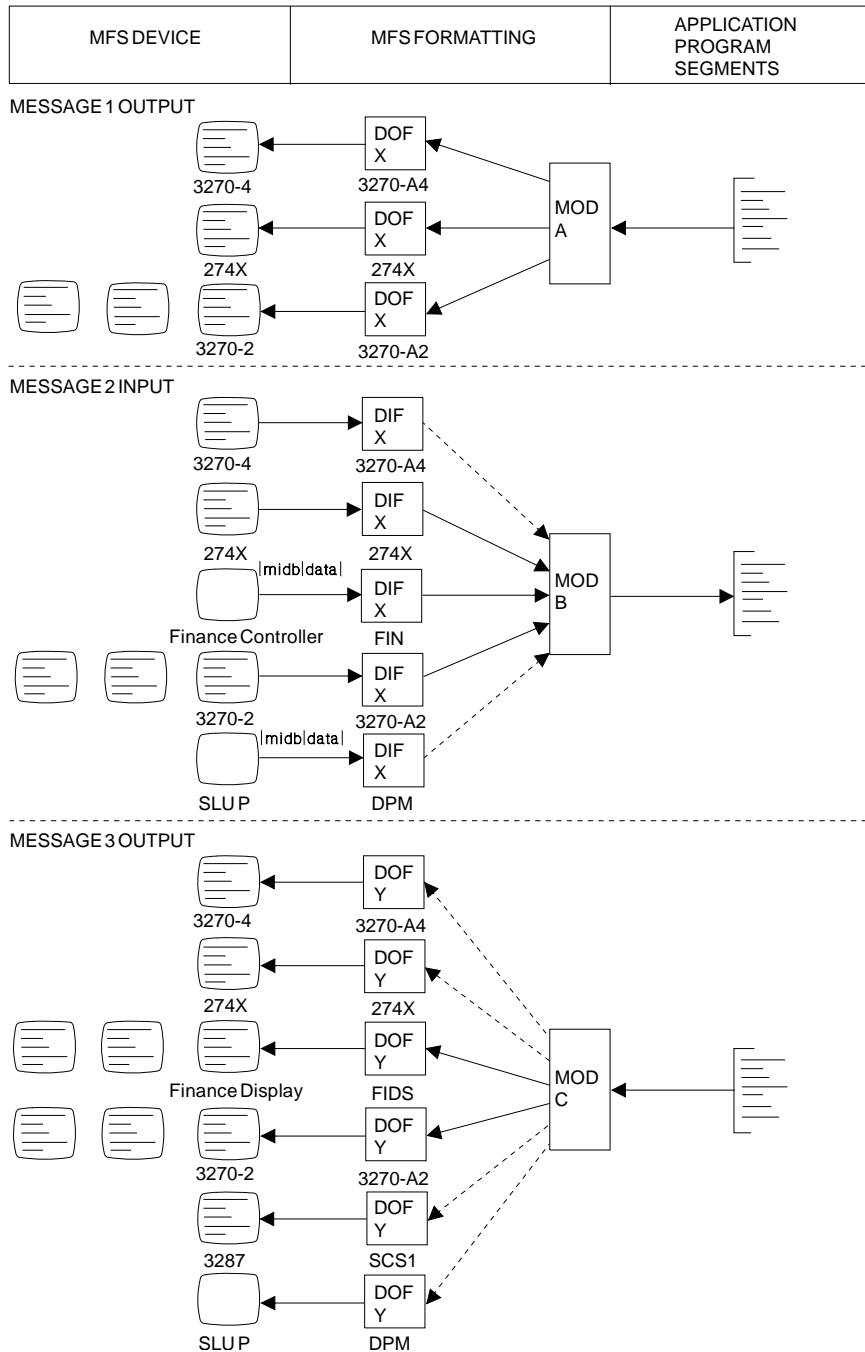 MFS DEVICE
MFS FORMATTING
APPLICATION
PROGRAM
SEGMENTS
MESSAGE 1 OUTPUT
DOF
X
3270-4
3270-A4
MOD
A
DOF
X
274X
274X
DOF
X
3270-2
3270-A2
MESSAGE 2 INPUT
DIF
X
3270-4
3270-A4
DIF
X
274X
274X
|midb|data|
DIF
X
MOD
B
Finance Controller
FIN
DIF
X
3270-2
3270-A2
|midb|data|
DIF
X
SLU P
DPM
MESSAGE 3 OUTPUT
DOF
Y
3270-4
3270-A4
DOF
Y
274X
274X
DOF
Y
MOD
C
Finance Display
FIDS
DOF
Y
3270-2
3270-A2
DOF
Y
3287
SCS1
DOF
Y
SLU P
DPM